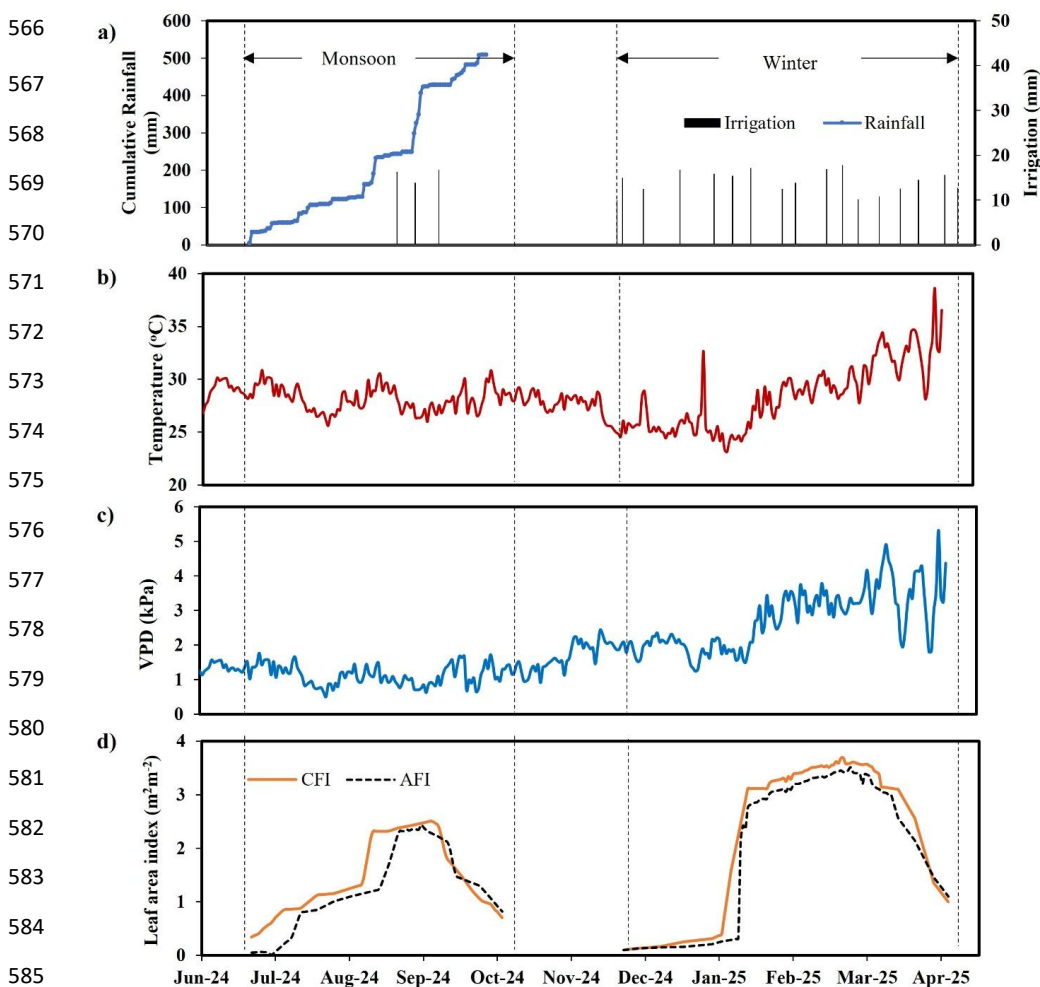 566
567
568
569
570
571
572
573
574
575
576
577
578
579
580
581
582
583
584
585
a)
600
500
400
300
200
100
0
Cumulative Rainfall
(mm)
Monsoon
Winter
Irrigation
Rainfall
50
40
30
20
10
0
Irrigation (mm)
b)
40
35
30
25
20
Temperature (°C)
c)
6
5
4
3
2
1
0
VPD (kPa)
d)
4
3
2
1
0
Leaf area index (m²m⁻²)
CFI
AFI
Jun-24 Jul-24 Aug-24 Sep-24 Oct-24 Nov-24 Dec-24 Jan-25 Feb-25 Mar-25 Apr-25